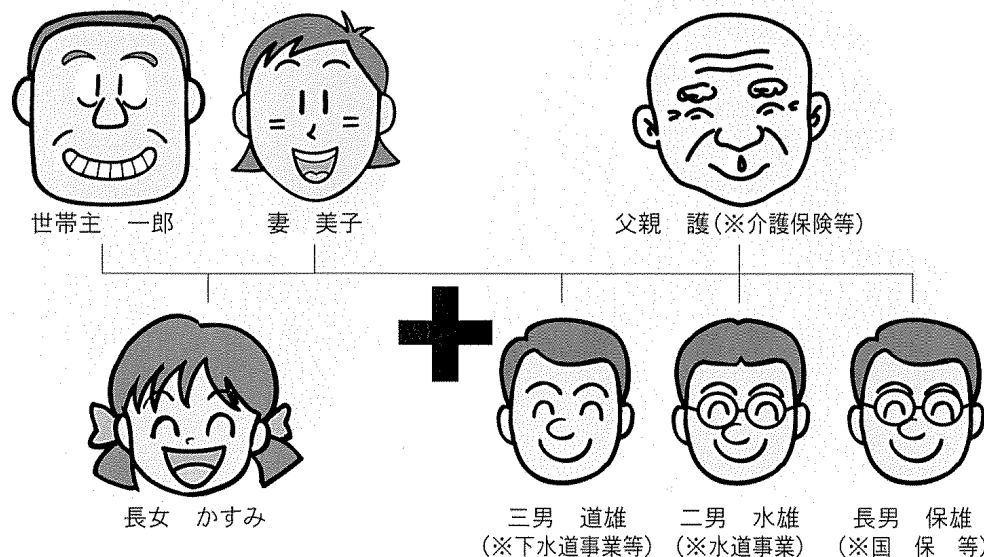 世帯主 一郎
妻 美子
父親 護(※介護保険等)
長女 かすみ
三男 道雄
(※下水道事業等)
二男 水雄
(※水道事業)
長男 保雄
(※国 保 等)